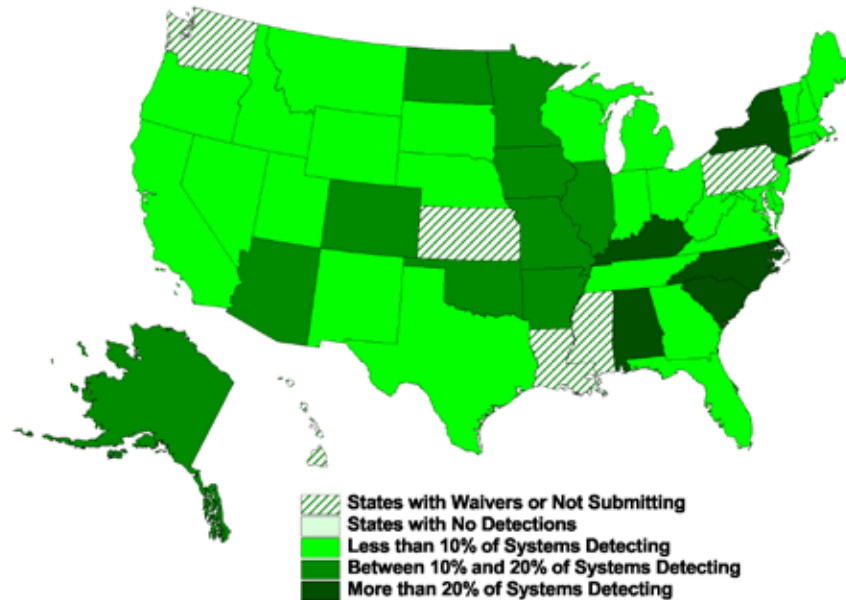 States with Waivers or Not Submitting
States with No Detections
Less than 10% of Systems Detecting
Between 10% and 20% of Systems Detecting
More than 20% of Systems Detecting